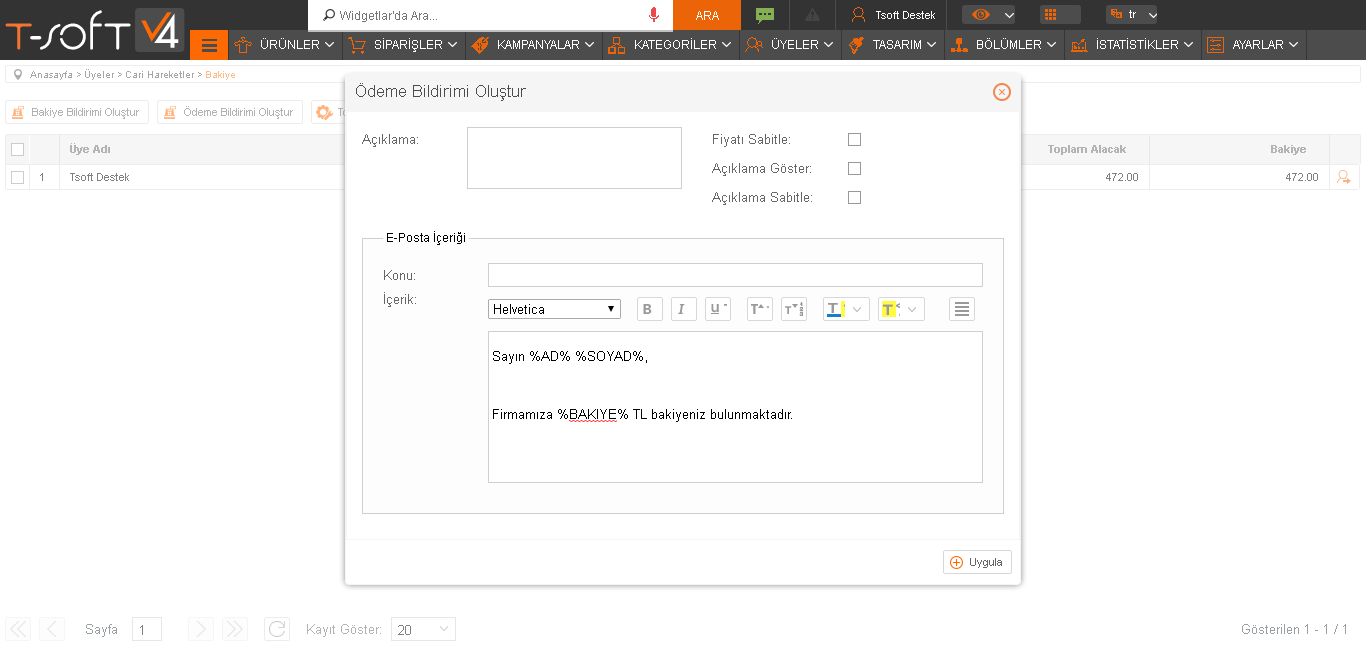 T-SOFT V4
Widgetlar'da Ara...
ARA
Tsoft Destek
tr
ÜRÜNLER
SİPARİŞLER
KAMPANYALAR
KATEGORİLER
ÜYELER
TASARIM
BÖLÜMLER
İSTATİSTİKLER
AYARLAR
Anasayfa > Üyeler > Cari Hareketler > Bakiye
Bakiye Bildirimi Oluştur
Ödeme Bildirimi Oluştur
Üye Adı
Toplam Alacak
Bakiye
1
Tsoft Destek
472.00
472.00
Ödeme Bildirimi Oluştur
Açıklama:
Fiyatı Sabitle:
Açıklama Göster:
Açıklama Sabitle:
E-Posta İçeriği
Konu:
İçerik:
Helvetica
B
I
U
Sayın %AD% %SOYAD%,
Firmamıza %BAKIYE% TL bakiyeniz bulunmaktadır.
Uygula
Sayfa
1
Kayıt Göster:
20
Gösterilen 1 - 1 / 1